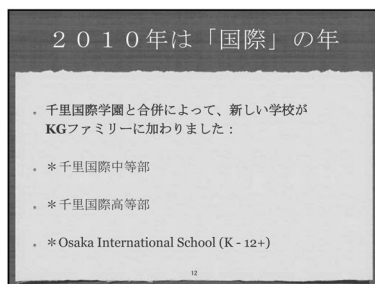 ２０１０年は「国際」の年
千里国際学園と合併によって、新しい学校が
KGファミリーに加わりました：
＊千里国際中等部
＊千里国際高等部
＊Osaka International School (K - 12+)
12